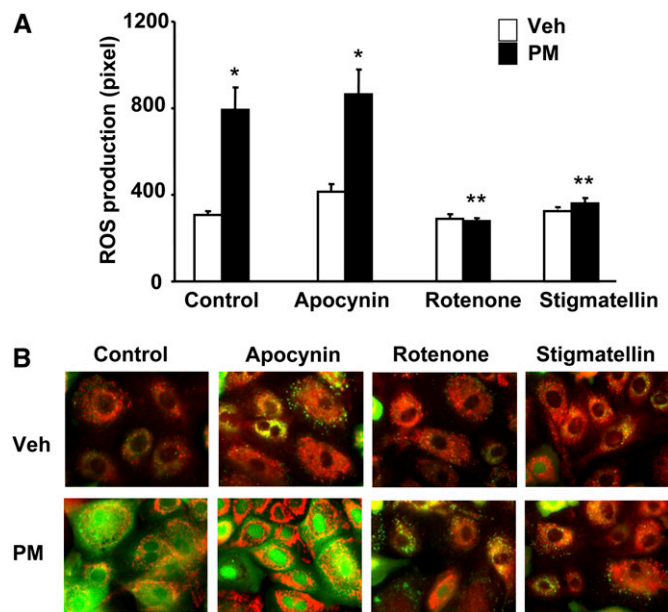 A
ROS production (pixel)
1200
800
400
0
Veh
PM
*
*
**
**
Control Apocynin Rotenone Stigmatellin
B
Control Apocynin Rotenone Stigmatellin
Veh
PM